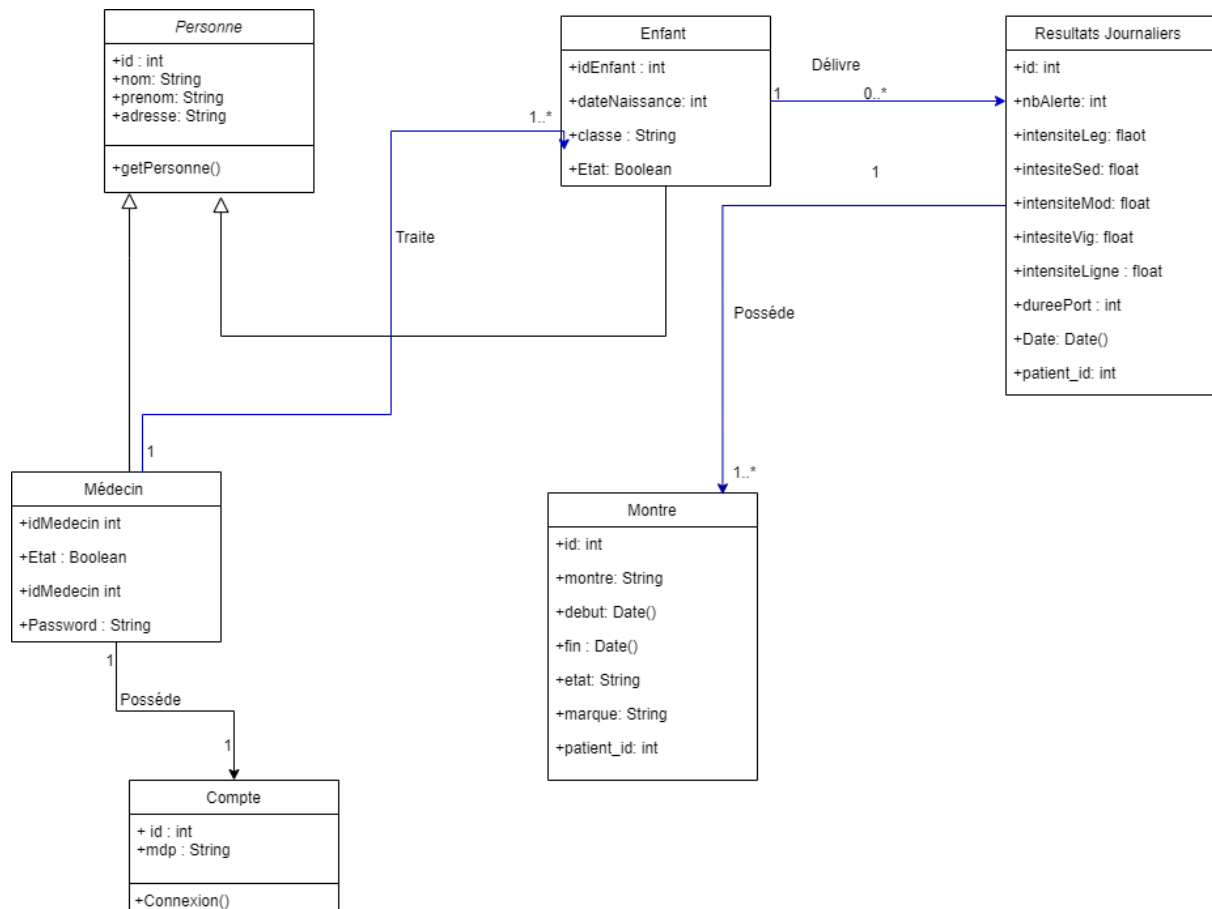 Personne
+id : int
+nom: String
+prenom: String
+adresse: String
+getPersonne()
Enfant
+idEnfant : int
+dateNaissance: int
+classe : String
+Etat: Boolean
Délivre
1
0..*
Resultats Journaliers
+id: int
+nbAlerte: int
+intensiteLeg: flaot
+intesiteSed: float
+intensiteMod: float
+intesiteVig: float
+intensiteLigne : float
+dureePort : int
+Date: Date()
+patient_id: int
1..*
Traite
1
1
Posséde
1..*
Médecin
+idMedecin int
+Etat : Boolean
+idMedecin int
+Password : String
1
Posséde
1
Montre
+id: int
+montre: String
+debut: Date()
+fin : Date()
+etat: String
+marque: String
+patient_id: int
Compte
+ id : int
+mdp : String
+Connexion()